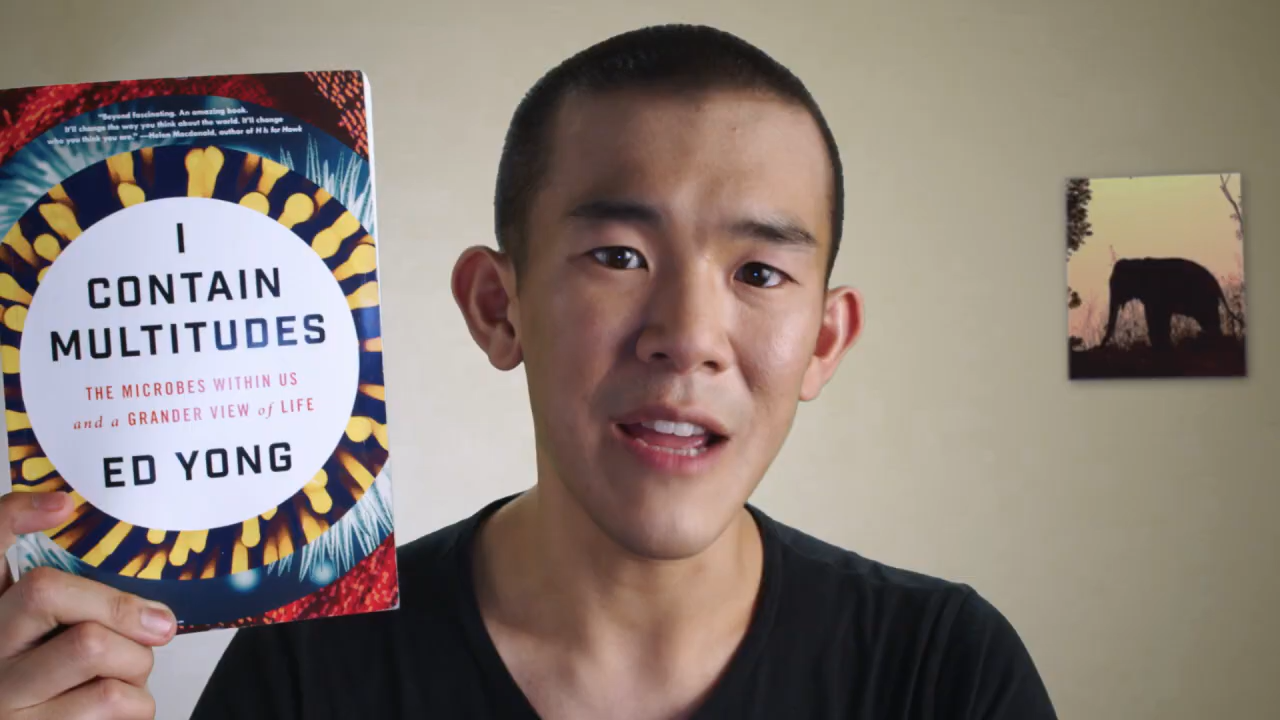 "Beyond fascinating. An amazing book.
It'll change the way you think about the world. It'll change
who you think you are." —Helen Macdonald, author of H Is for Hawk
I
CONTAIN
MULTITUDES
THE MICROBES WITHIN US
and a GRANDER VIEW of LIFE
ED YONG